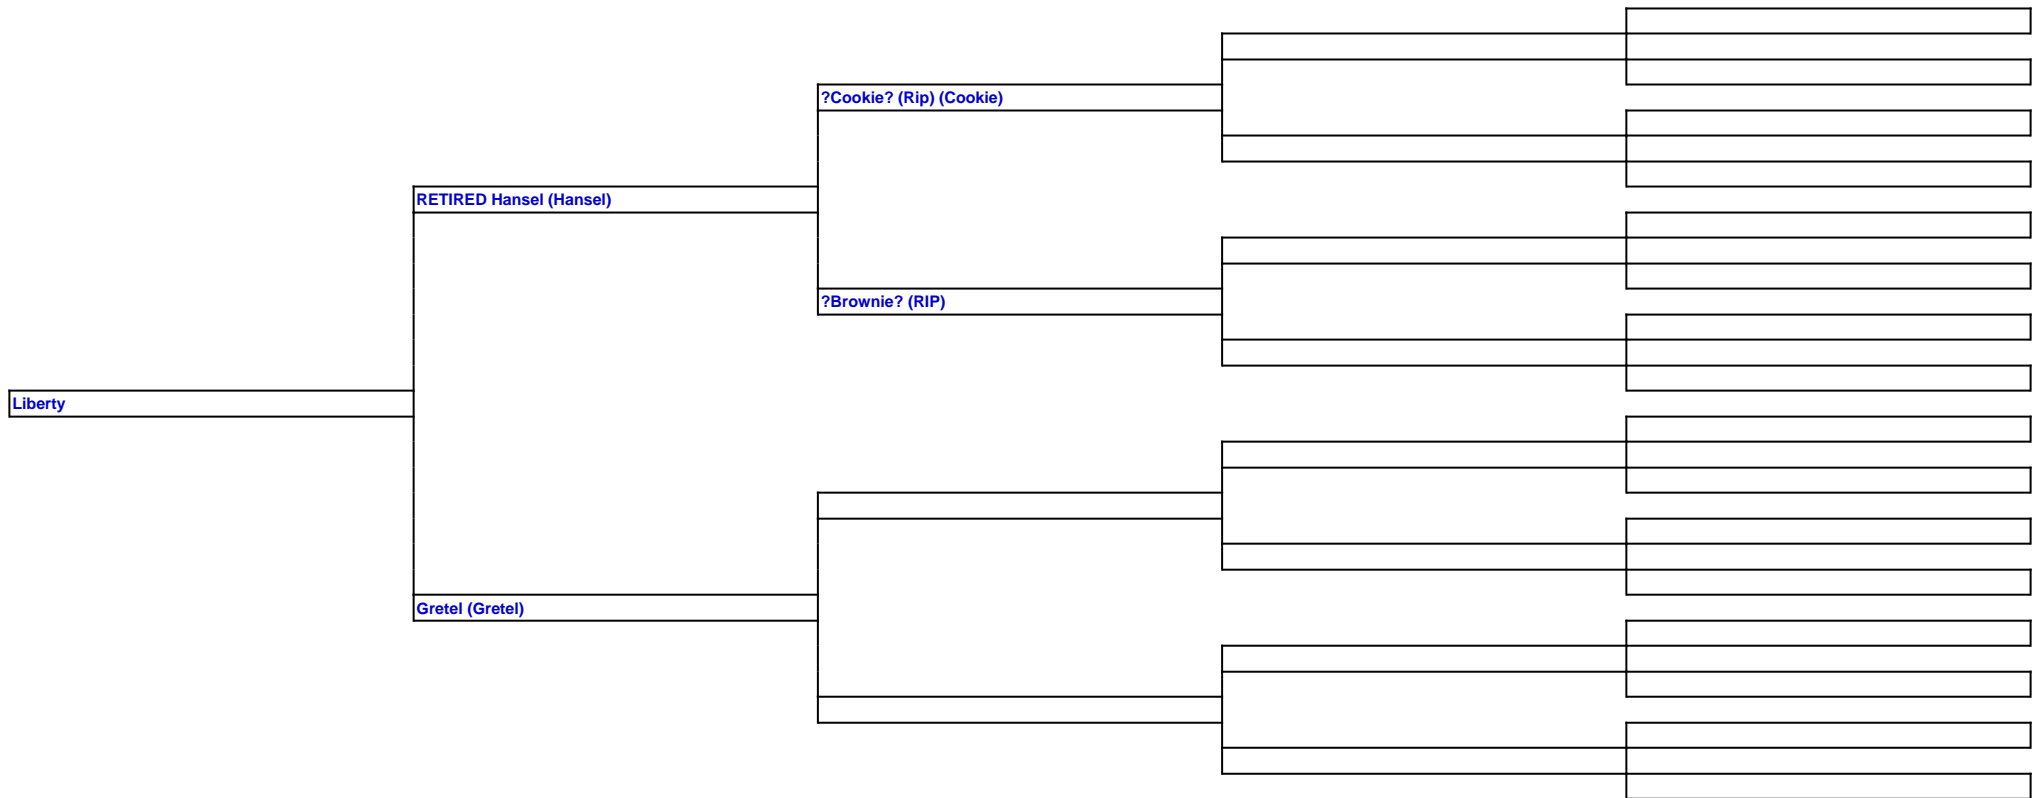 ?Cookie? (Rip) (Cookie)
RETIRED Hansel (Hansel)
?Brownie? (RIP)
Liberty
Gretel (Gretel)